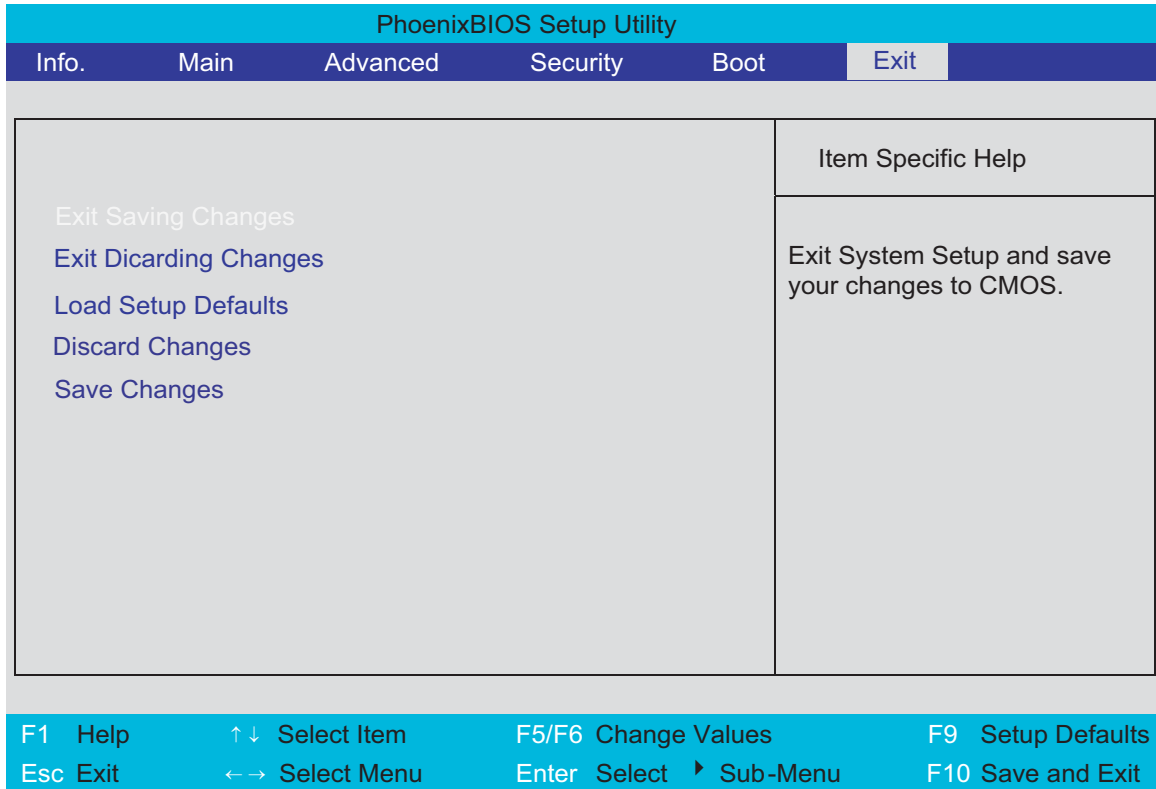 PhoenixBIOS Setup Utility
Info. Main Advanced Security Boot Exit
Item Specific Help
Exit Saving Changes
Exit Dicarding Changes
Load Setup Defaults
Discard Changes
Save Changes
Exit System Setup and save
your changes to CMOS.
F1 Help ↑↓ Select Item F5/F6 Change Values F9 Setup Defaults
Esc Exit ←→ Select Menu Enter Select ▸ Sub-Menu F10 Save and Exit